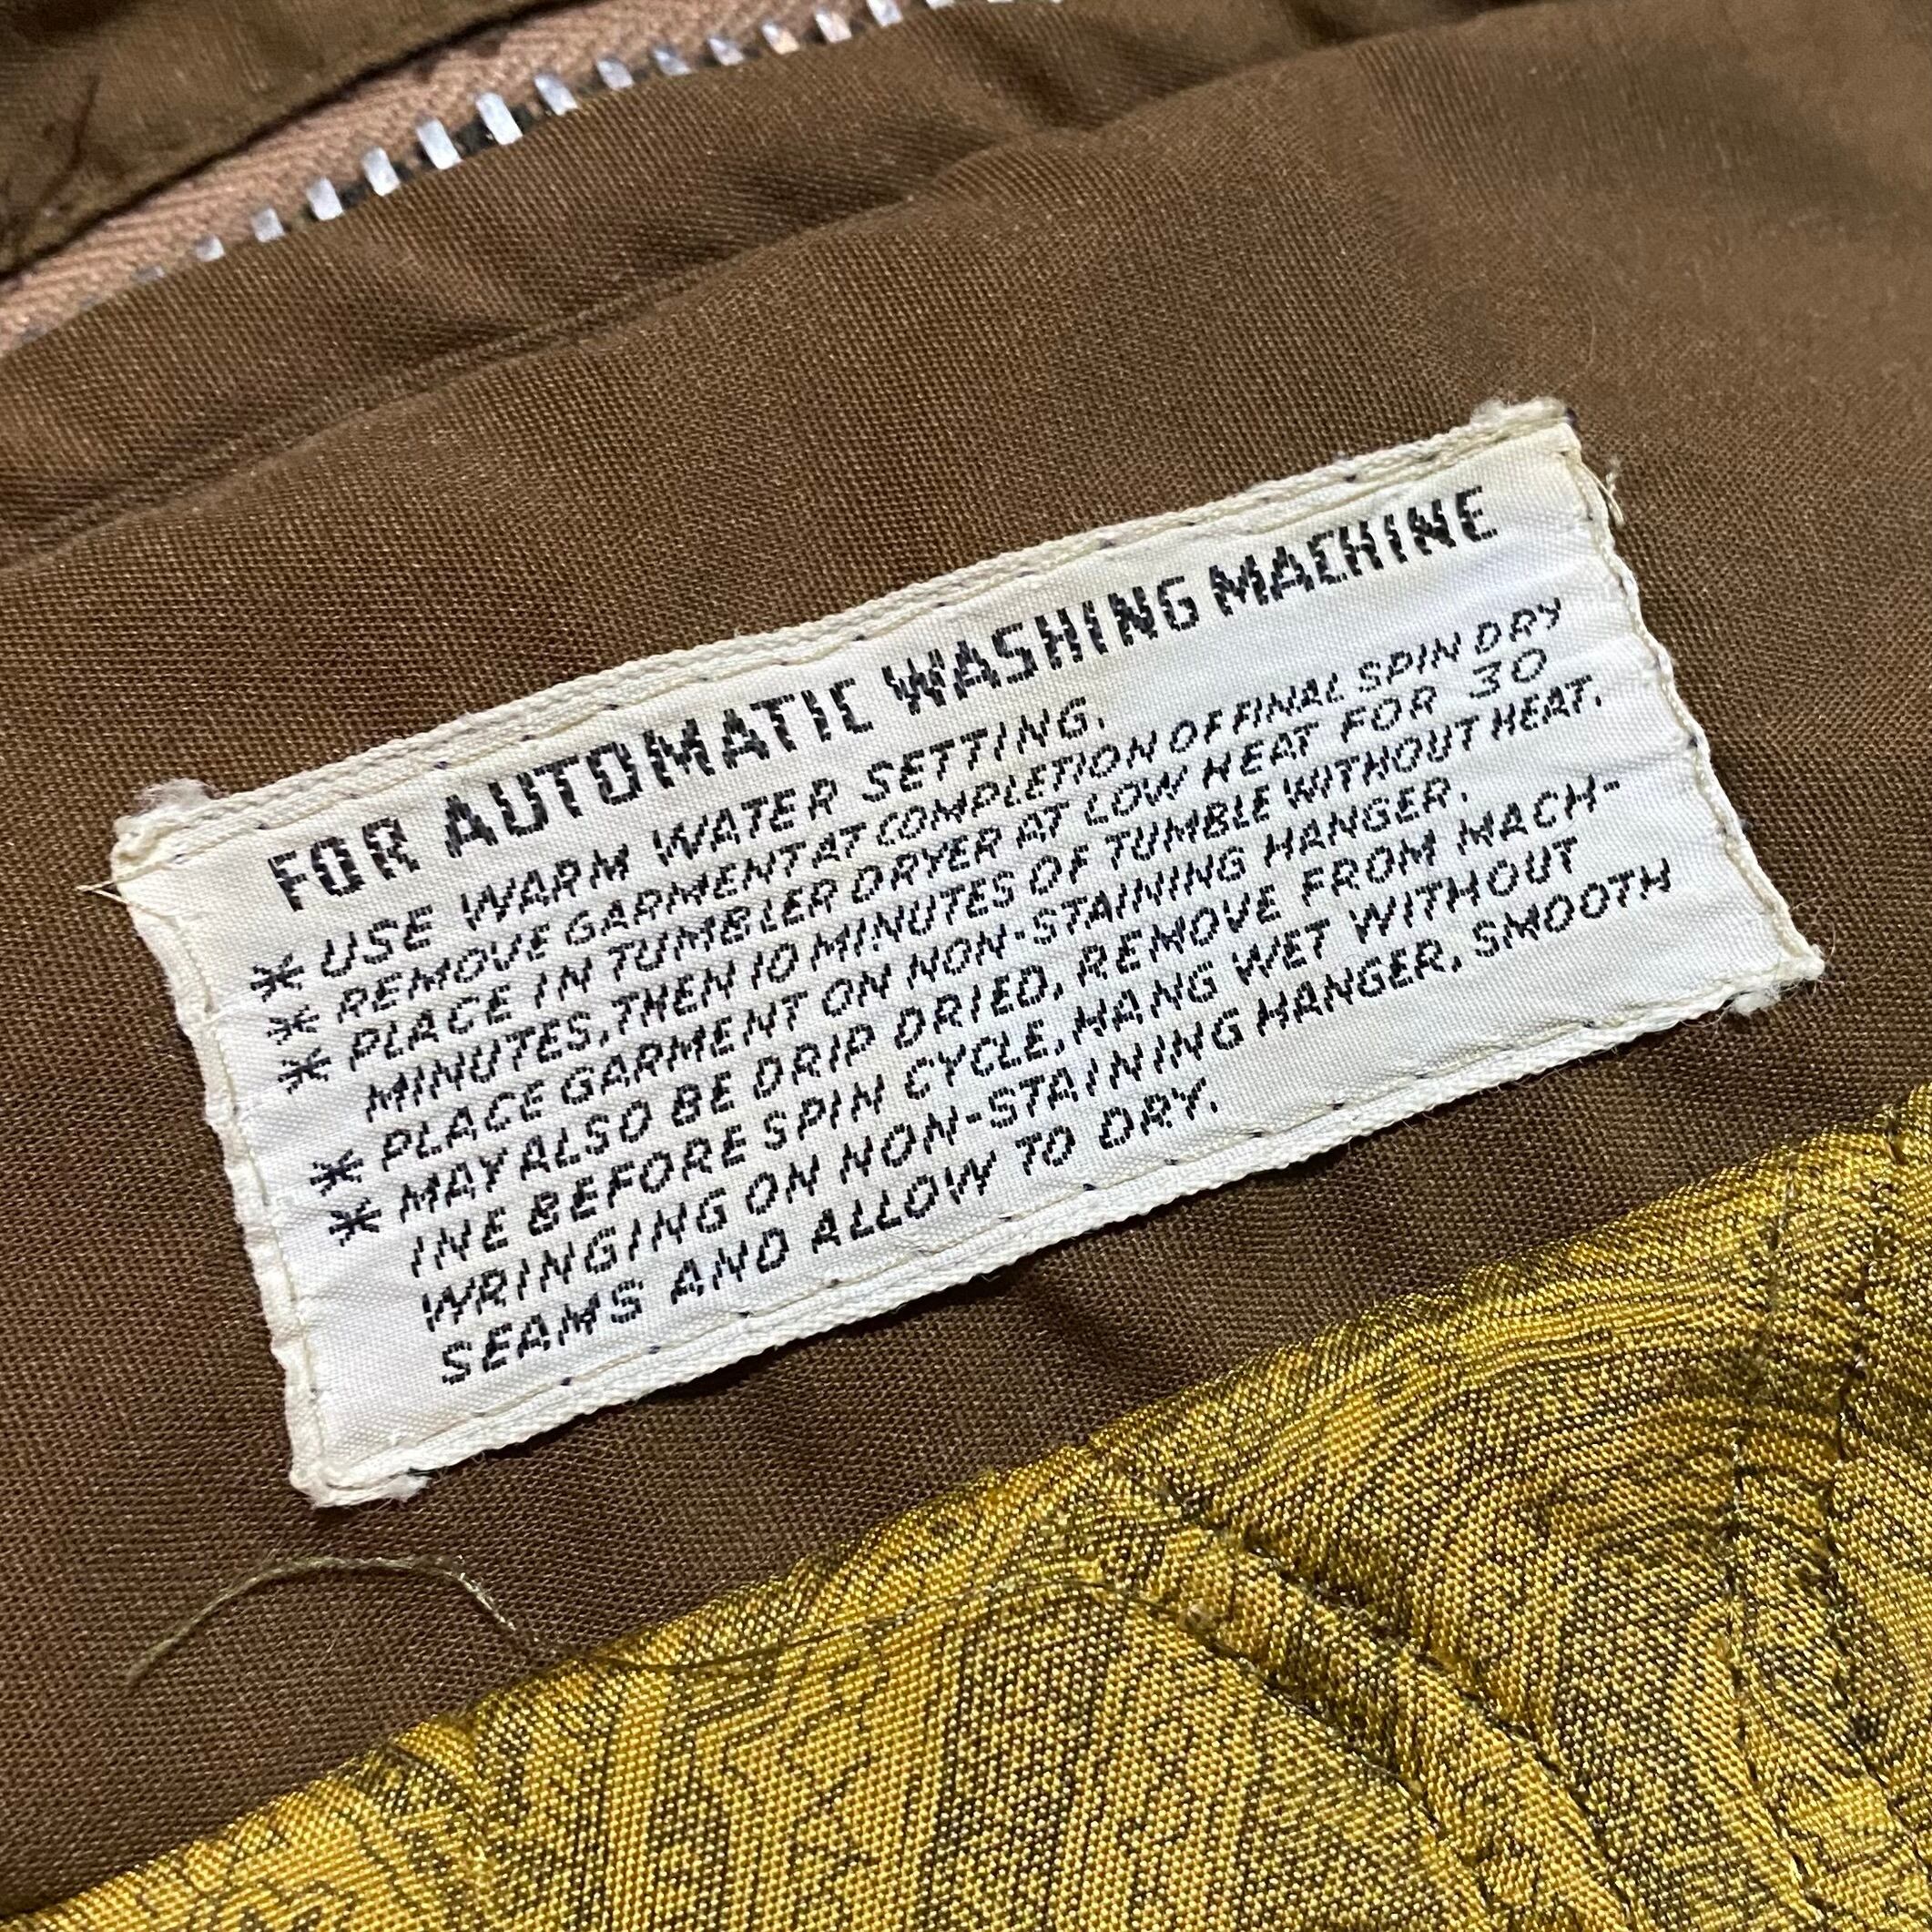 FOR AUTOMATIC WASHING MACHINE
* USE WARM WATER SETTING.
* REMOVE GARMENT AT COMPLETION OF FINAL SPIN DRY
* PLACE IN TUMBLER DRYER AT LOW HEAT FOR 30
MINUTES, THEN 10 MINUTES OF TUMBLE WITHOUT HEAT.
* PLACE GARMENT ON NON-STAINING HANGER.
* MAY ALSO BE DRIP DRIED, REMOVE FROM MACH-
INE BEFORE SPIN CYCLE, HANG WET WITHOUT
WRINGING ON NON-STAINING HANGER, SMOOTH
SEAMS AND ALLOW TO DRY.